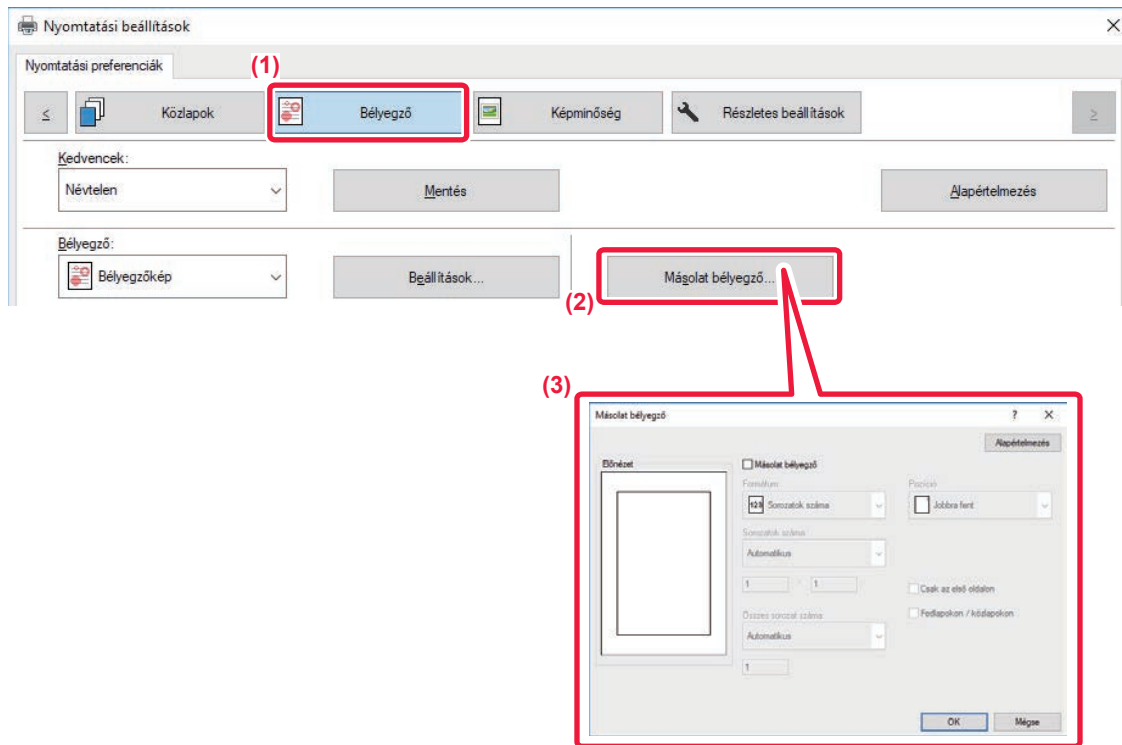 Nyomtatási beállítások
Nyomtatási preferenciák
(1)
≤ Közlapok Bélyegző Képminőség Részletes beállítások ≥
Kedvencek:
Névtelen Mentés Alapértelmezés
Bélyegző:
Bélyegzőkép Beállítások... Másolat bélyegző...
(2)
(3)
Másolat bélyegző ?
Alapértelmezés
Előnézet Másolat bélyegző
Formátum Pozíció
123 Sorozatok száma Jobbra fent
Sorozatok száma
Automatikus
1 - 1 Csak az első oldalon
Összes sorozat száma Fedlapokon / közlapokon
Automatikus
1
OK Mégse